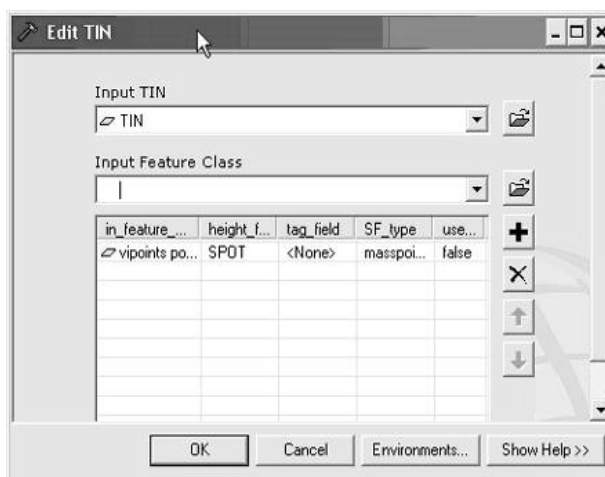 Edit TIN
Input TIN
TIN
Input Feature Class
in_feature_... height_f... tag_field SF_type use...
vipoints po... SPOT <None> masspoi... false
OK Cancel Environments... Show Help >>